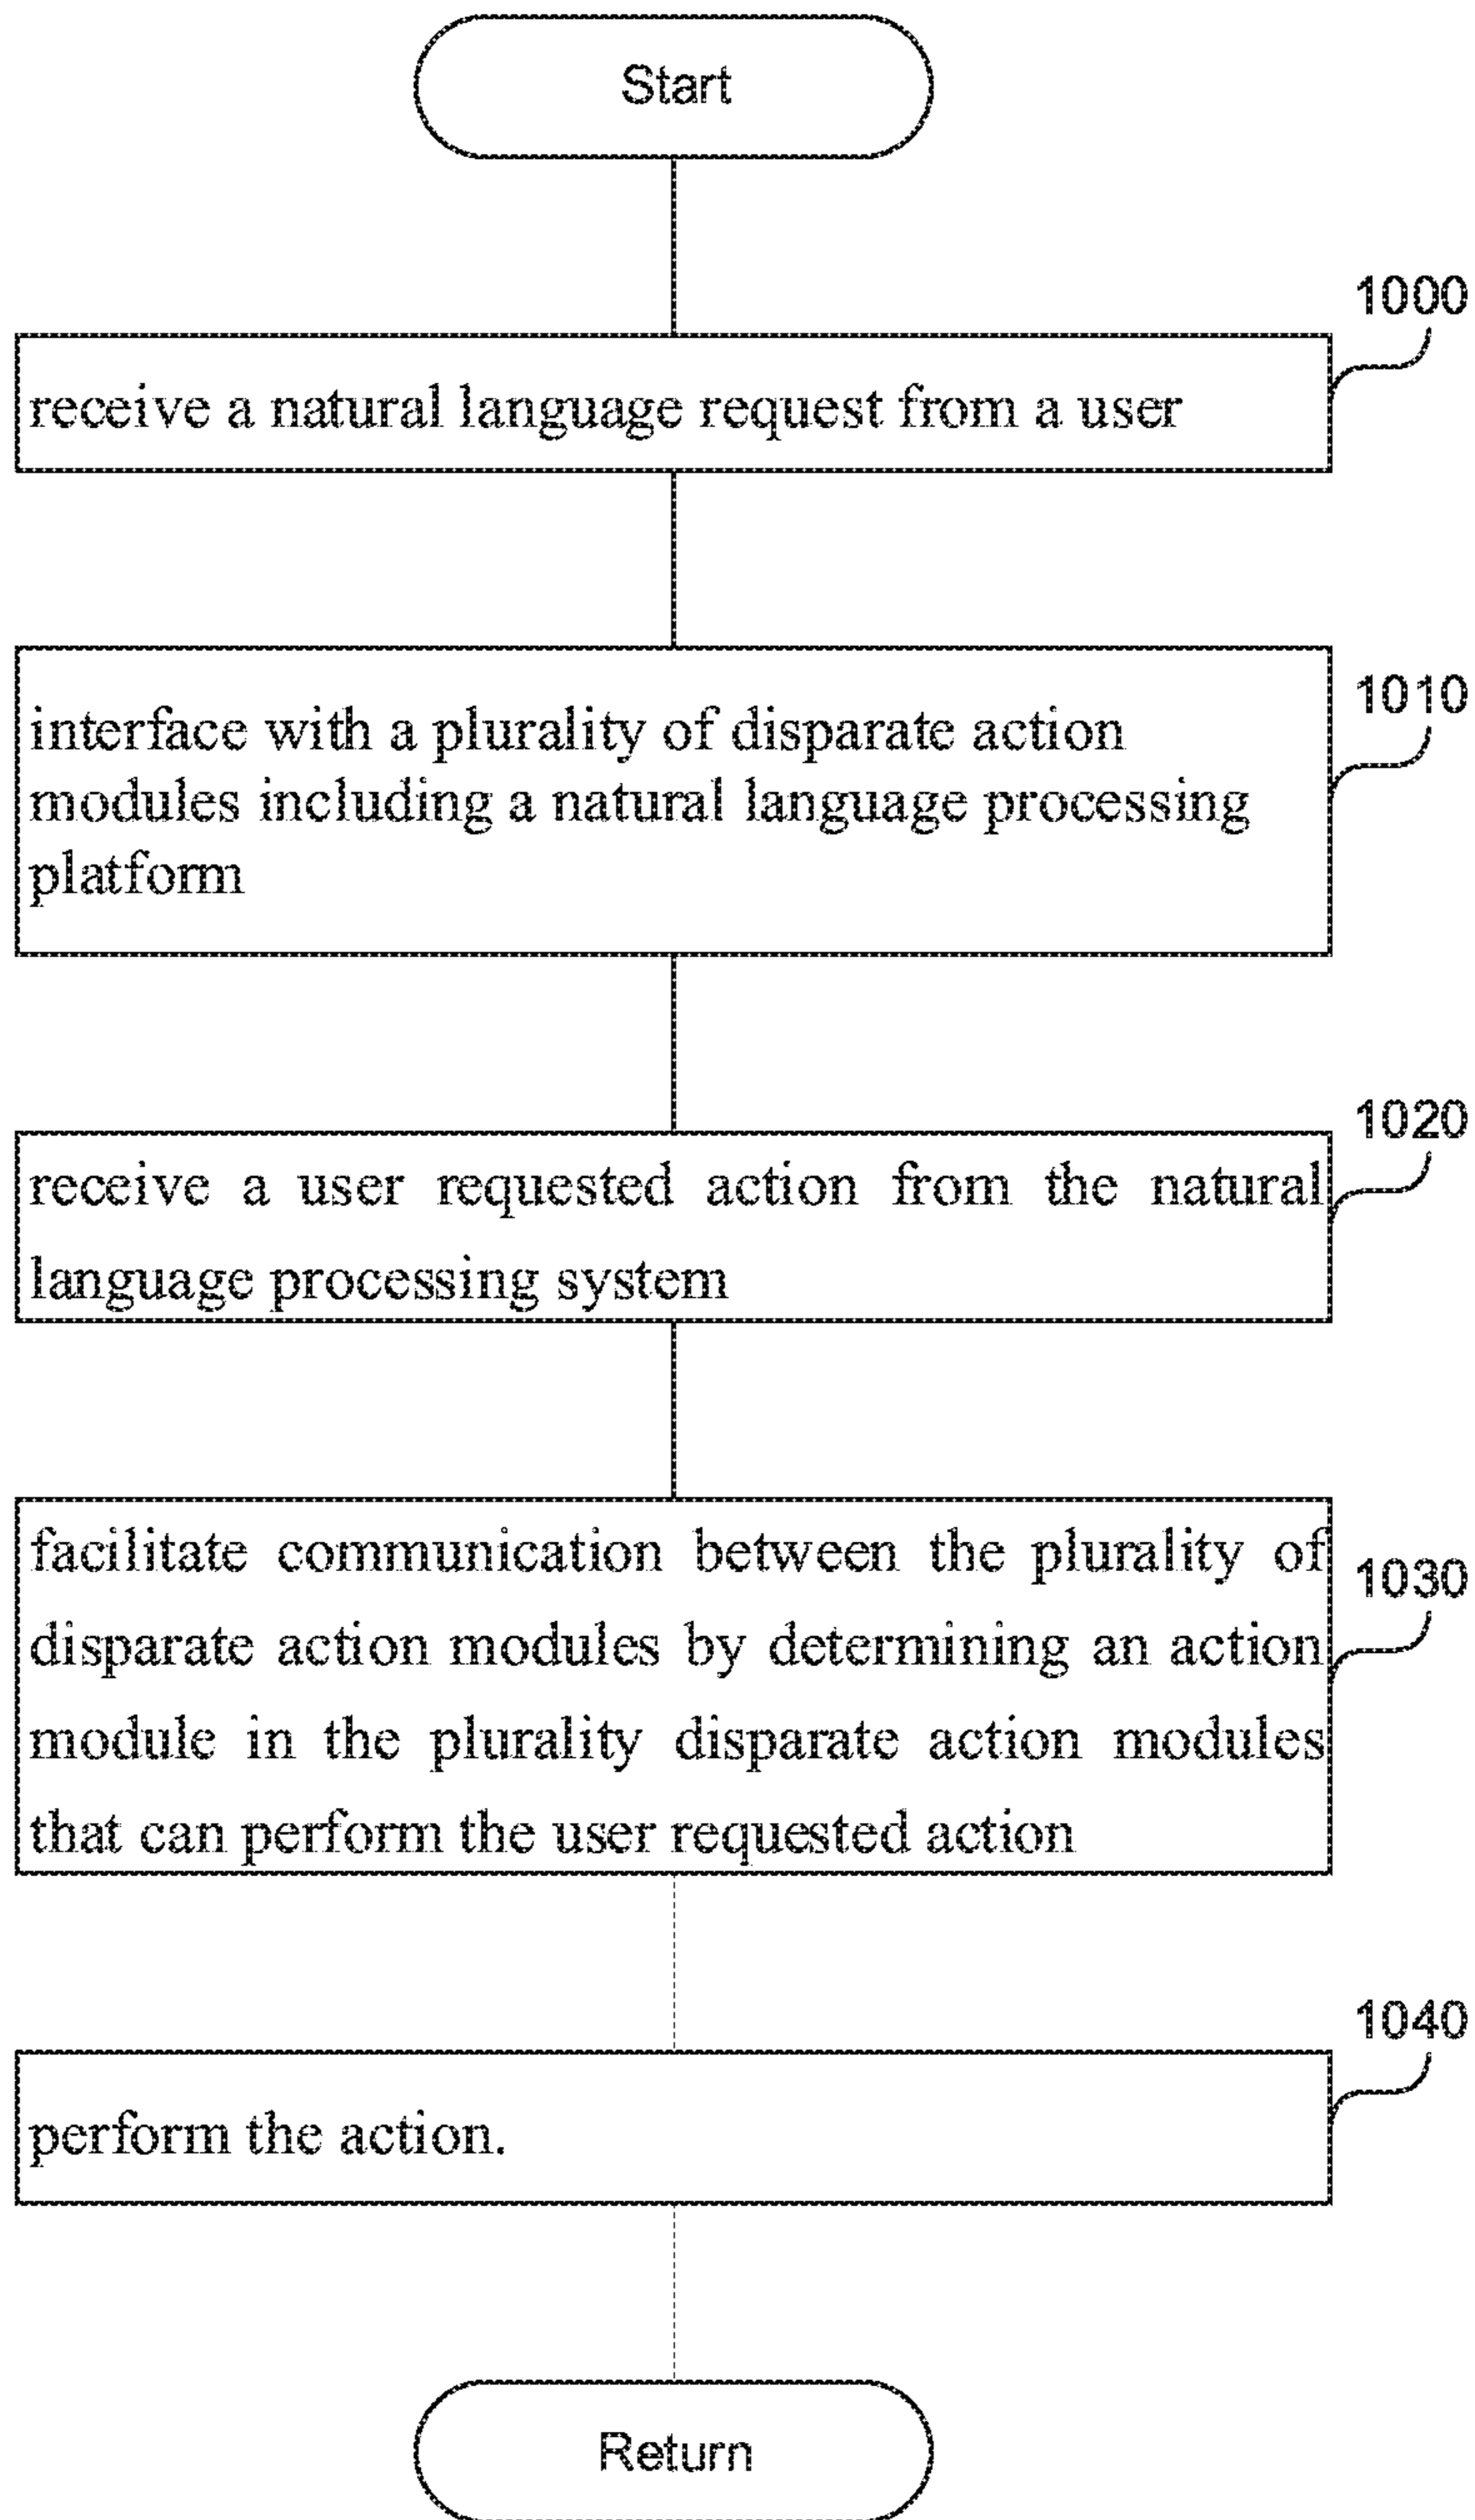 Start
1000
receive a natural language request from a user
1010
interface with a plurality of disparate action
modules including a natural language processing
platform
1020
receive a user requested action from the natural
language processing system
1030
facilitate communication between the plurality of
disparate action modules by determining an action
module in the plurality disparate action modules
that can perform the user requested action
1040
perform the action.
Return